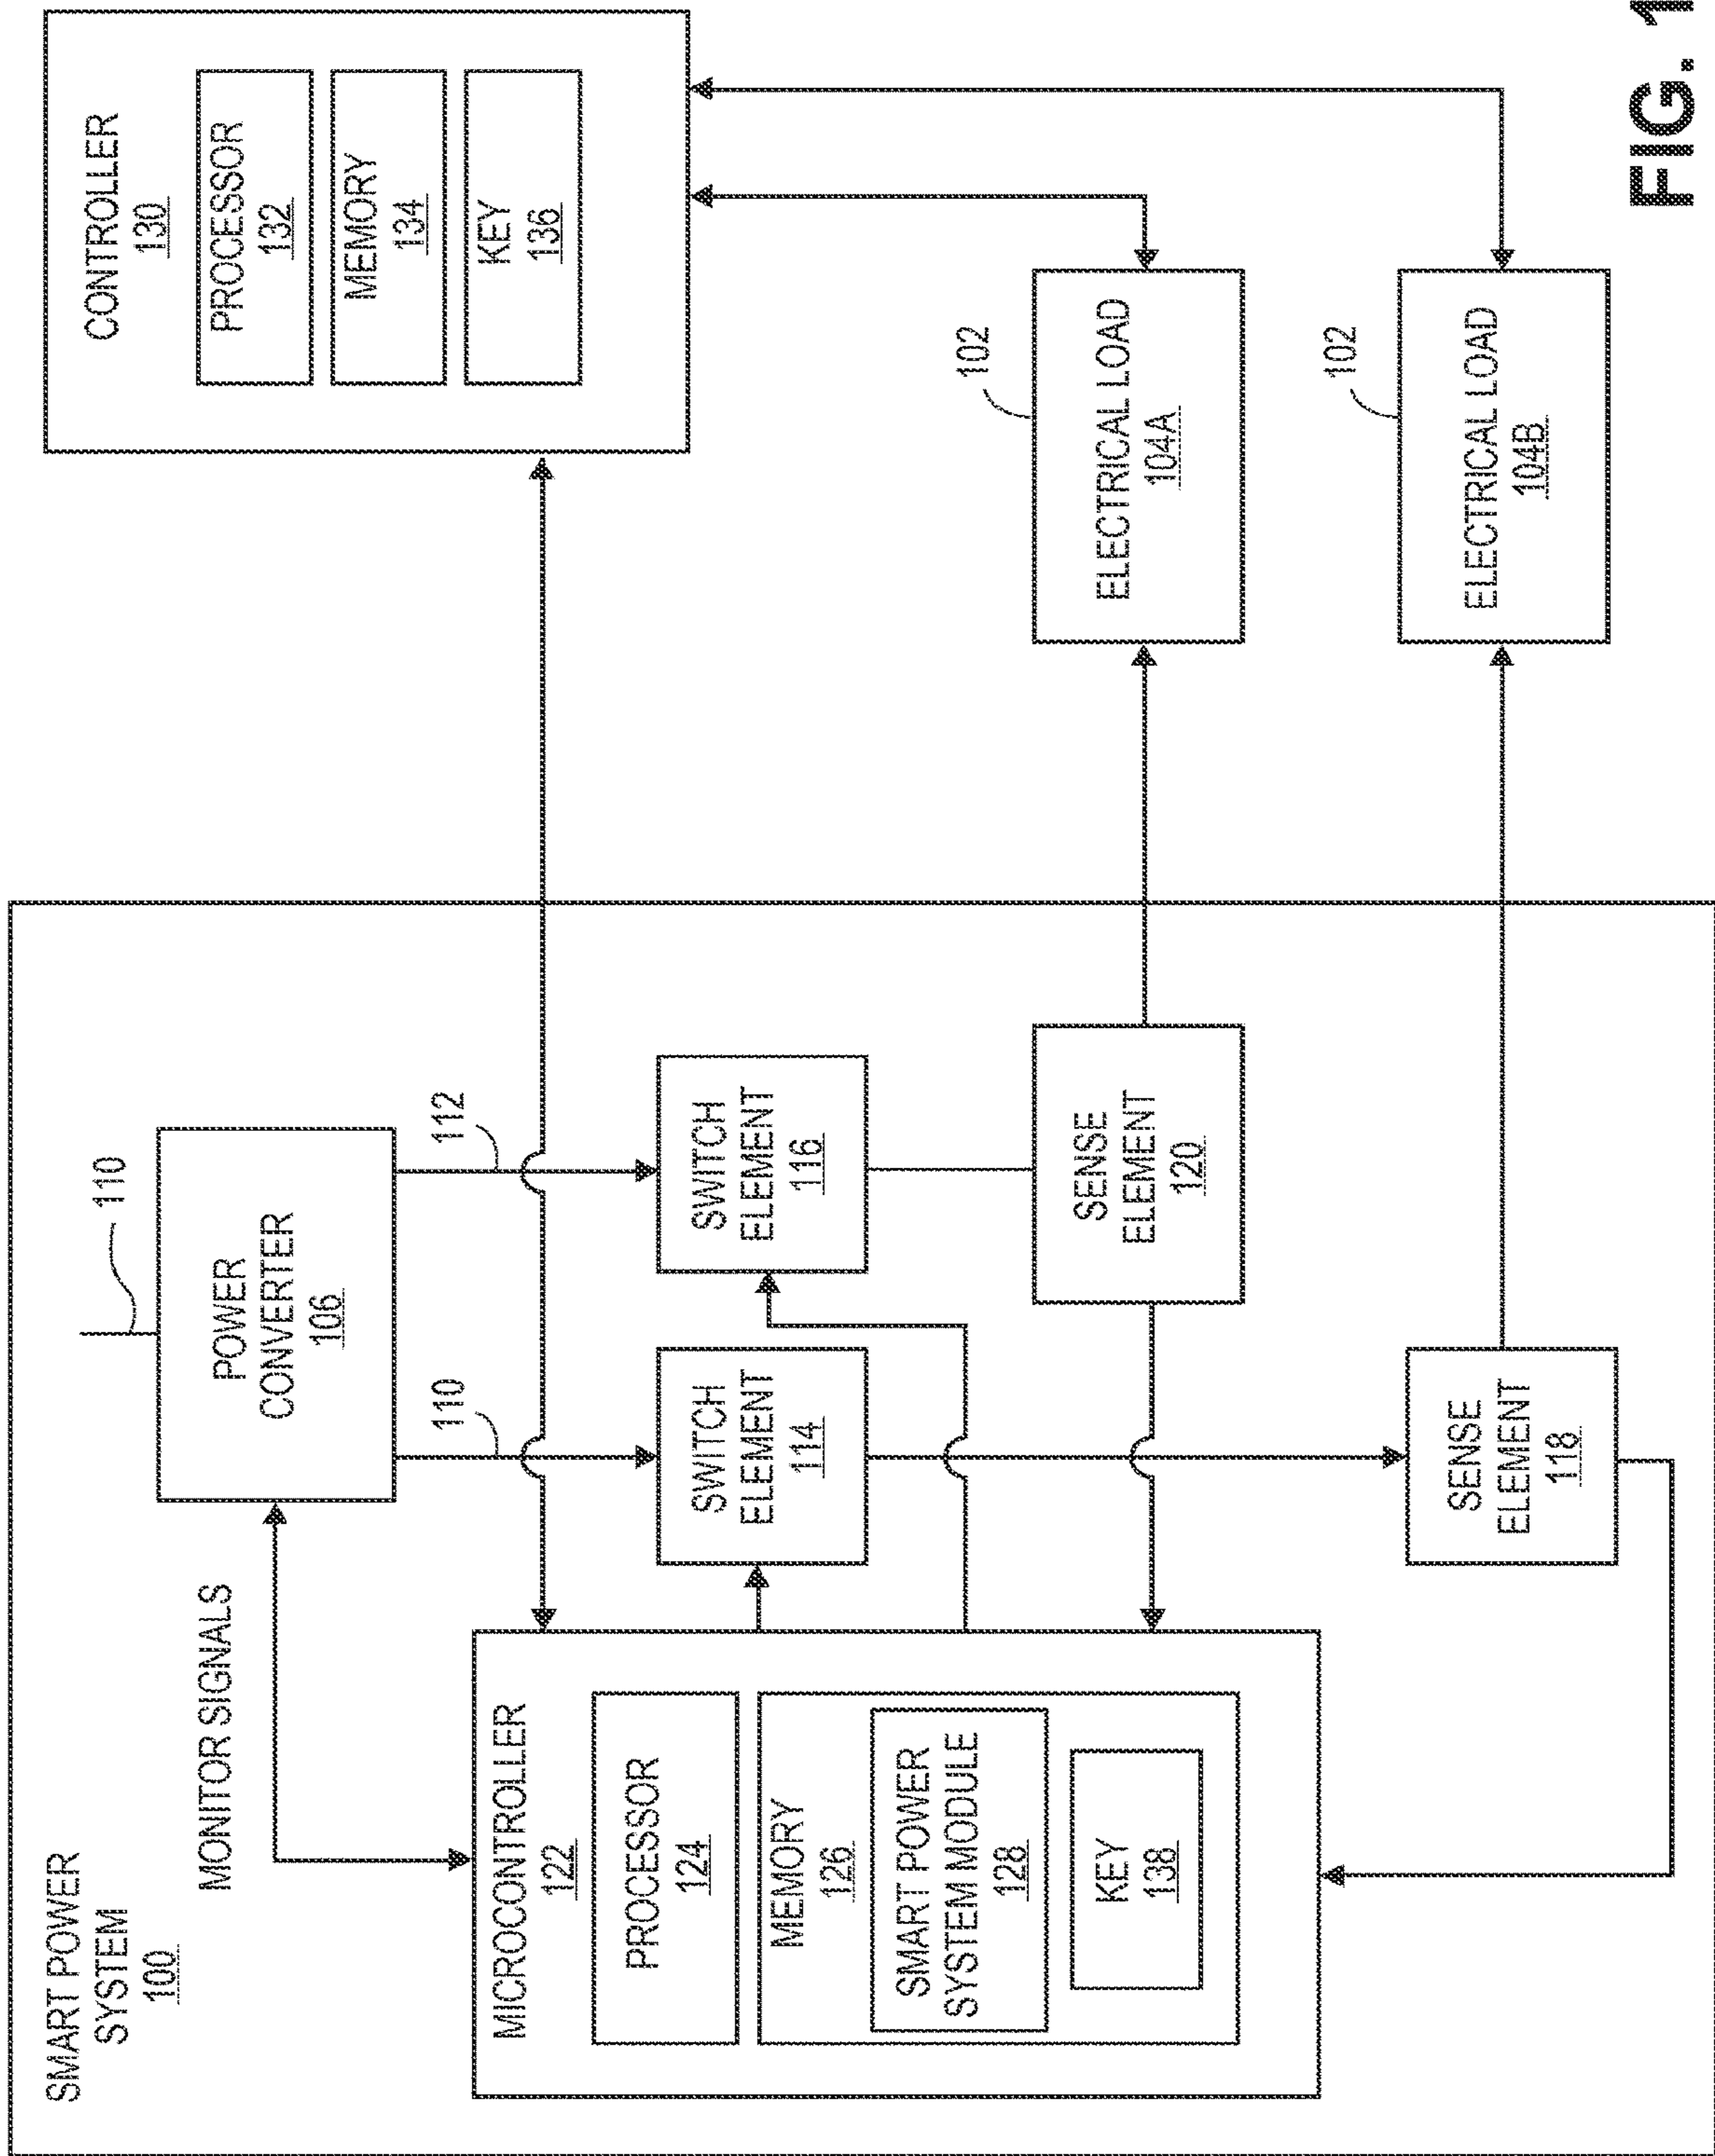 SMART POWER
SYSTEM
100
MONITOR SIGNALS
110
POWER
CONVERTER
106
110
112
MICROCONTROLLER
122
PROCESSOR
124
MEMORY
126
SMART POWER
SYSTEM MODULE
128
KEY
138
SWITCH
ELEMENT
114
SWITCH
ELEMENT
116
SENSE
ELEMENT
120
SENSE
ELEMENT
118
CONTROLLER
130
PROCESSOR
132
MEMORY
134
KEY
136
102
ELECTRICAL LOAD
104A
102
ELECTRICAL LOAD
104B
FIG. 1